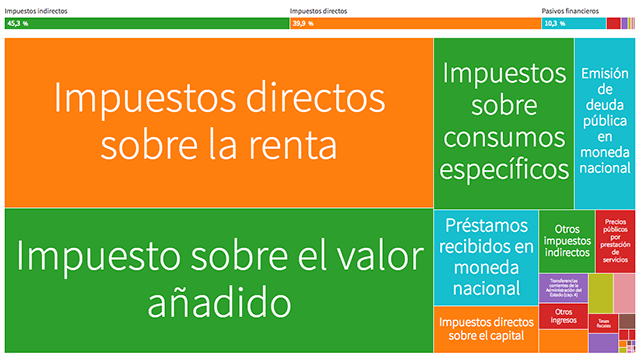 Impuestos indirectos
Impuestos directos
Pasivos financieros
45,3 %
39,9 %
10,3 %
Impuestos directos
sobre la renta
Impuestos
sobre
consumos
específicos
Emisión
de
deuda
pública
en
moneda
nacional
Impuesto sobre el valor
añadido
Préstamos
recibidos en
moneda
nacional
Otros
impuestos
indirectos
Precios
públicos
por
prestación
de
servicios
Transferencias
corrientes de la
Administración del
Estado (cap. 4)
Impuestos directos
sobre el capital
Otros
ingresos
Tasas
fiscales